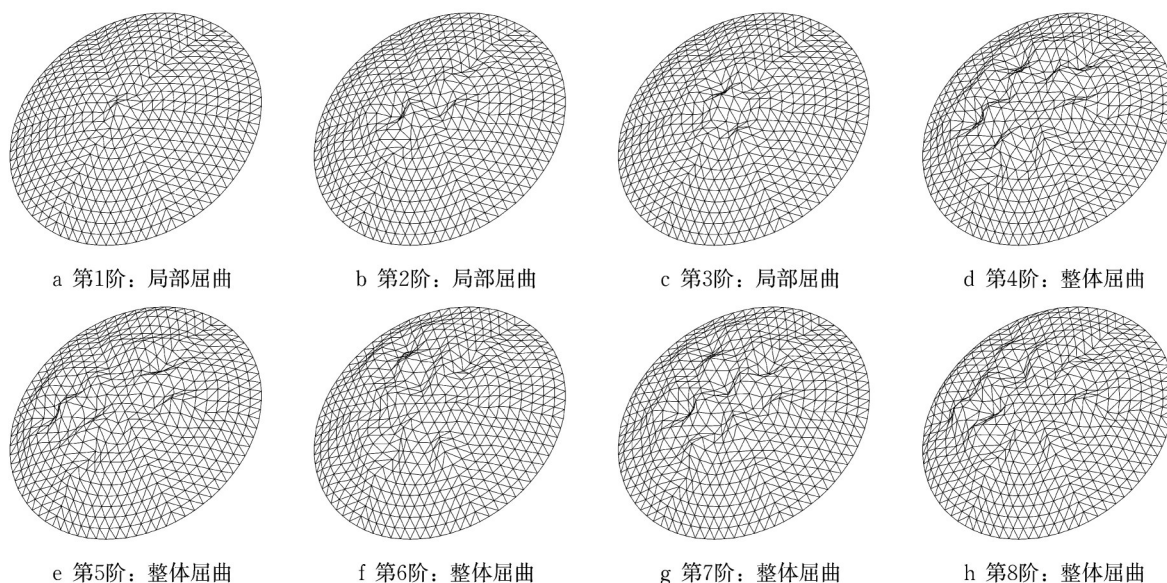 a 第1阶：局部屈曲
b 第2阶：局部屈曲
c 第3阶：局部屈曲
d 第4阶：整体屈曲
e 第5阶：整体屈曲
f 第6阶：整体屈曲
g 第7阶：整体屈曲
h 第8阶：整体屈曲